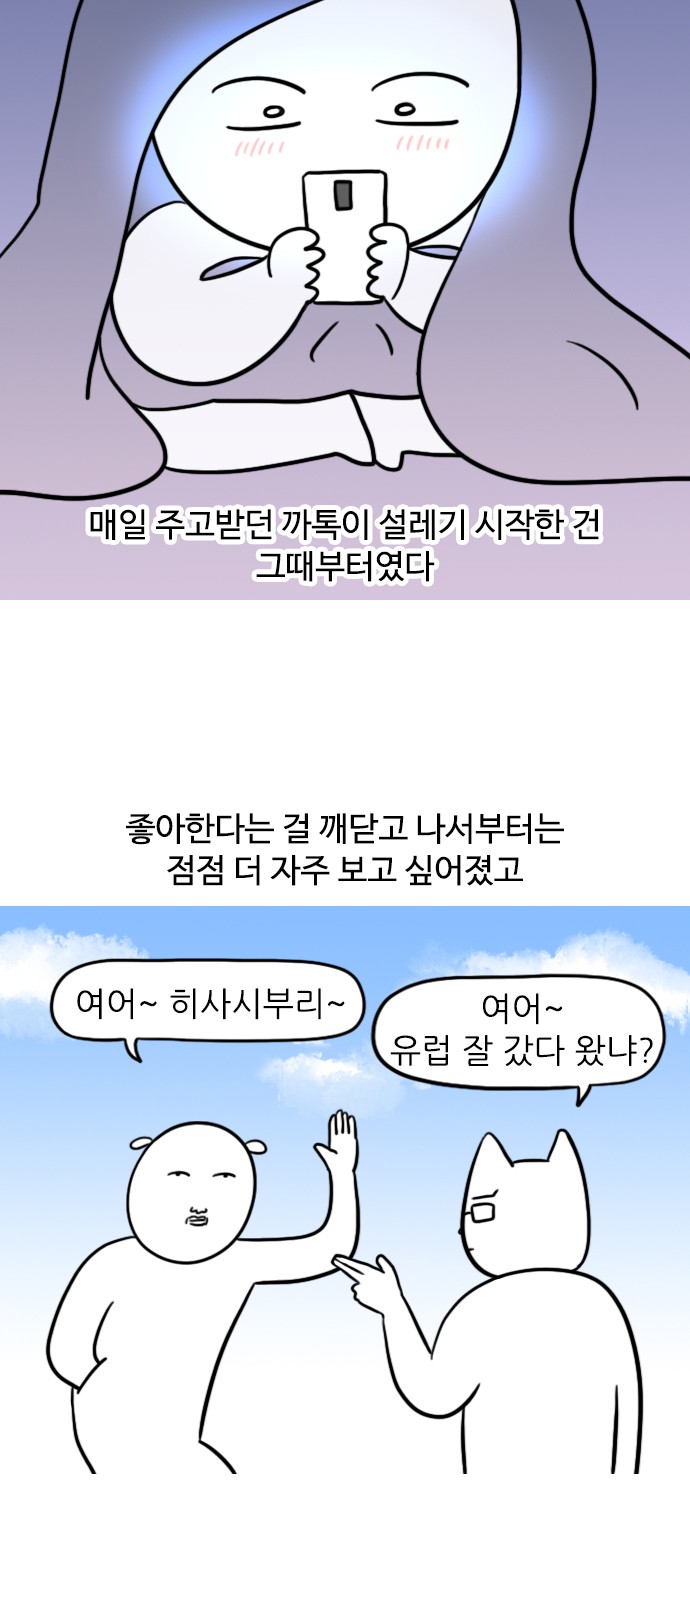 매일 주고받던 까톡이 설레기 시작한 건
그때부터였다
좋아한다는 걸 깨닫고 나서부터는
점점 더 자주 보고 싶어졌고
여어~ 히사시부리~
여어~
유럽 잘 갔다 왔냐?